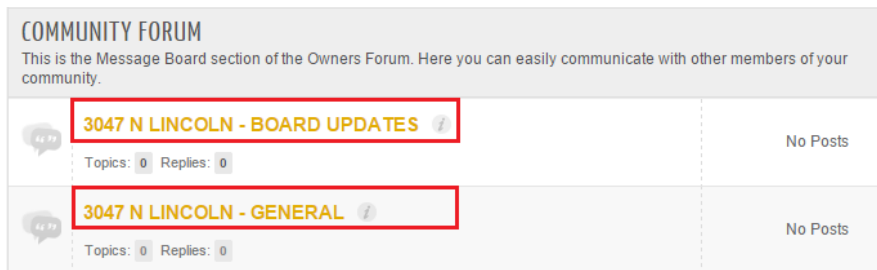 COMMUNITY FORUM
This is the Message Board section of the Owners Forum. Here you can easily communicate with other members of your
community.
3047 N LINCOLN - BOARD UPDATES i
Topics: 0 Replies: 0
No Posts
3047 N LINCOLN - GENERAL i
Topics: 0 Replies: 0
No Posts